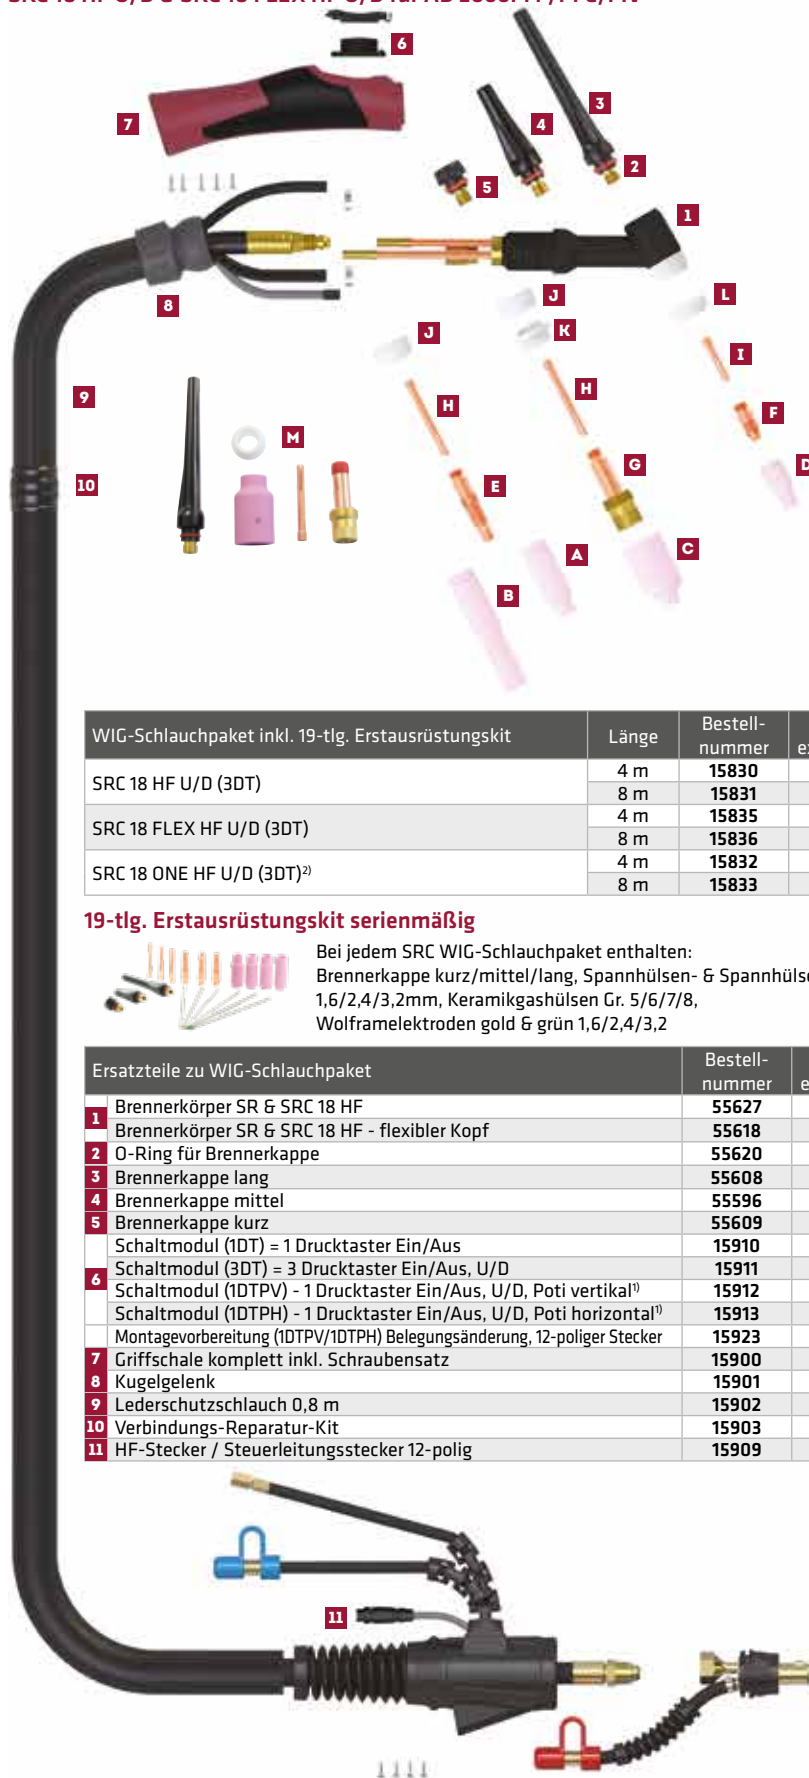 6
7
3
4
2
5
1
8
J
L
J
K
I
9
H
H
F
M
G
D
10
E
A
C
B
WIG-Schlauchpaket inkl. 19-tlg. Erstausrüstungskit Länge Bestell-
nummer
SRC 18 HF U/D (3DT) 4 m 15830
8 m 15831
SRC 18 FLEX HF U/D (3DT) 4 m 15835
8 m 15836
SRC 18 ONE HF U/D (3DT)2) 4 m 15832
8 m 15833
19-tlg. Erstausrüstungskit serienmäßig
Bei jedem SRC WIG-Schlauchpaket enthalten:
Brennerkappe kurz/mittel/lang, Spannhülsen- & Spannhülse
1,6/2,4/3,2mm, Keramikgashülsen Gr. 5/6/7/8,
Wolframelektroden gold & grün 1,6/2,4/3,2
Ersatzteile zu WIG-Schlauchpaket Bestell-
nummer
1 Brennerkörper SR & SRC 18 HF 55627
Brennerkörper SR & SRC 18 HF - flexibler Kopf 55618
2 O-Ring für Brennerkappe 55620
3 Brennerkappe lang 55608
4 Brennerkappe mittel 55596
5 Brennerkappe kurz 55609
6 Schaltmodul (1DT) = 1 Drucktaster Ein/Aus 15910
Schaltmodul (3DT) = 3 Drucktaster Ein/Aus, U/D 15911
Schaltmodul (1DTPV) - 1 Drucktaster Ein/Aus, U/D, Poti vertikal1) 15912
Schaltmodul (1DTPH) - 1 Drucktaster Ein/Aus, U/D, Poti horizontal1) 15913
Montagevorbereitung (1DTPV/1DTPH) Belegungsänderung, 12-poliger Stecker 15923
7 Griffschale komplett inkl. Schraubensatz 15900
8 Kugelgelenk 15901
9 Lederschutzschlauch 0,8 m 15902
10 Verbindungs-Reparatur-Kit 15903
11 HF-Stecker / Steuerleitungsstecker 12-polig 15909
11